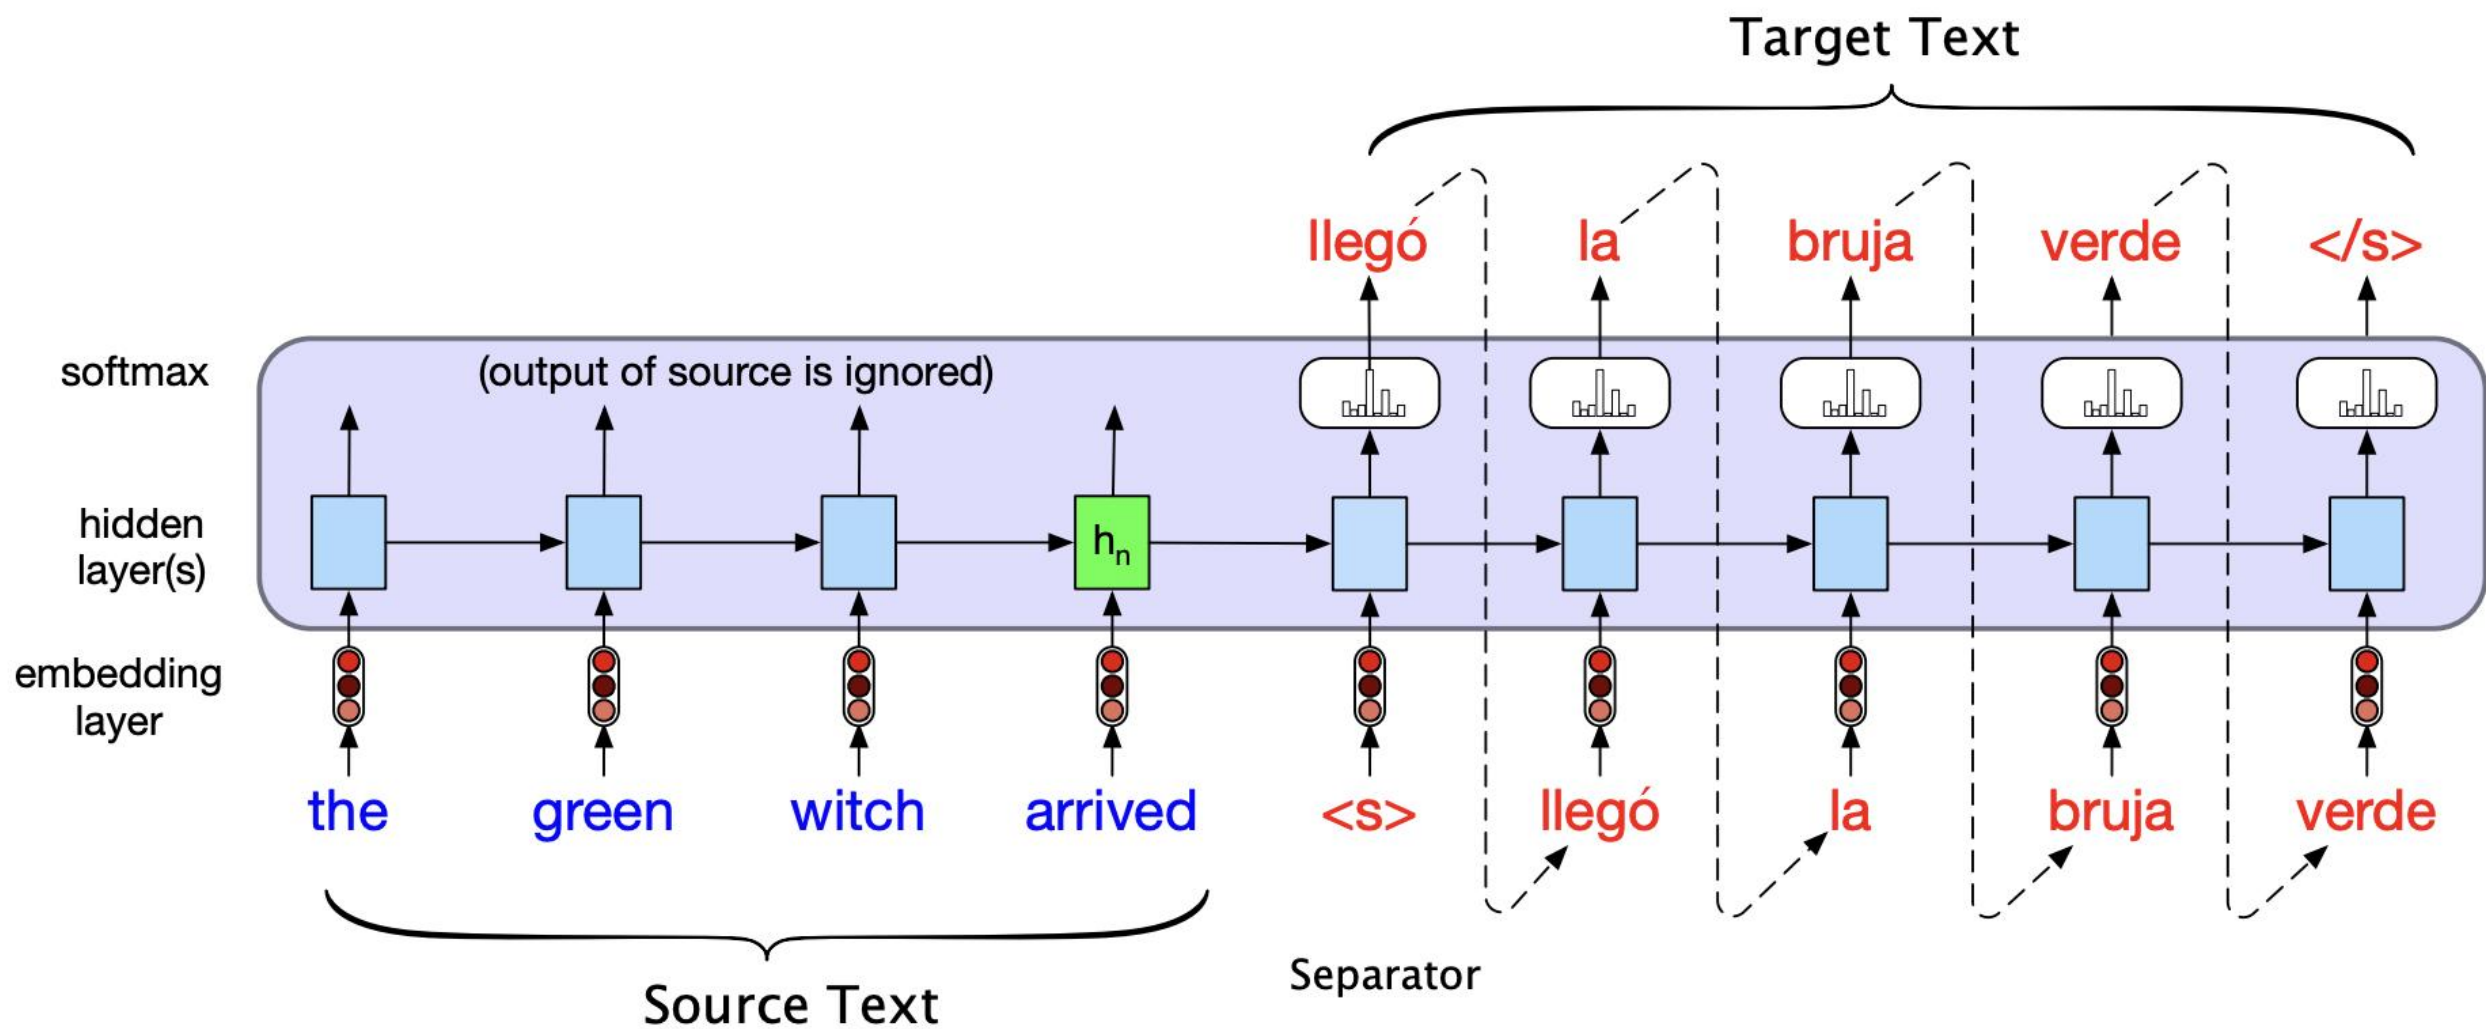 Target Text
llegó la bruja verde </s>
softmax (output of source is ignored)
hidden
layer(s)
hn
embedding
layer
the green witch arrived <s> llegó la bruja verde
Separator
Source Text